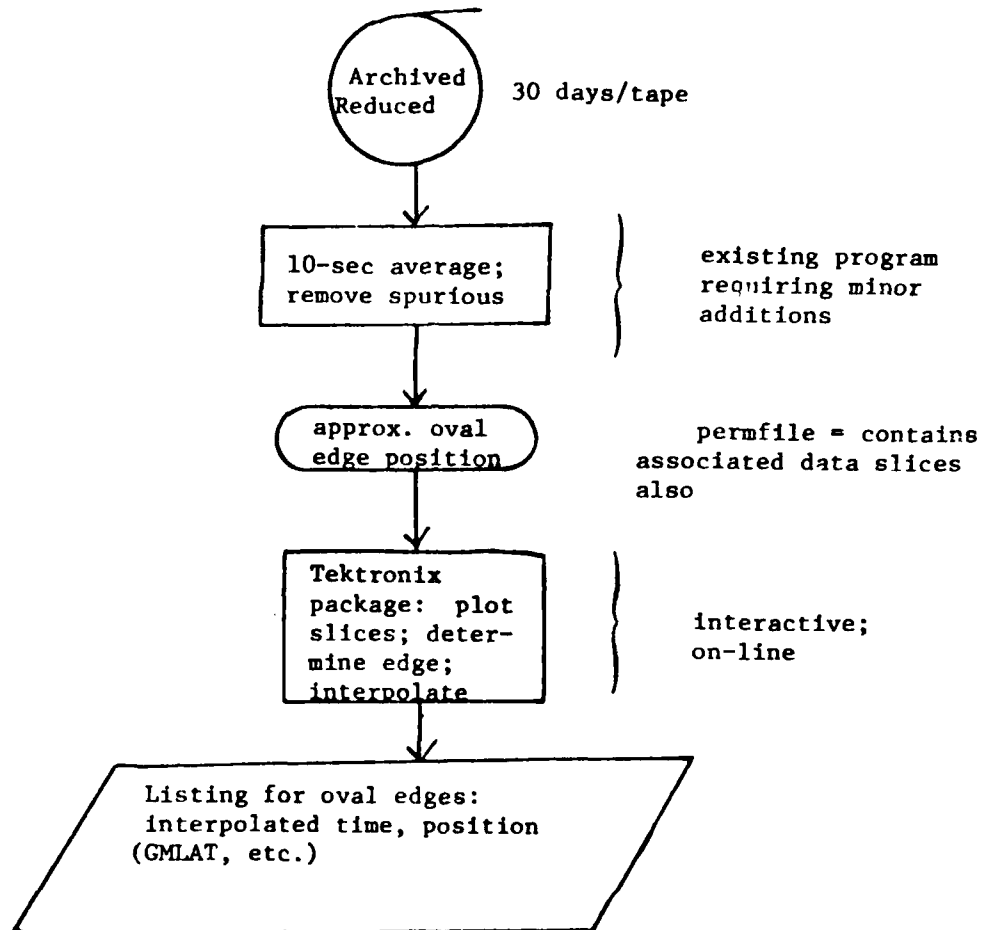 Archived
Reduced
30 days/tape
10-sec average;
remove spurious
existing program
requiring minor
additions
approx. oval
edge position
permfile = contains
associated data slices
also
Tektronix
package: plot
slices; deter-
mine edge;
interpolate
interactive;
on-line
Listing for oval edges:
interpolated time, position
(GMLAT, etc.)